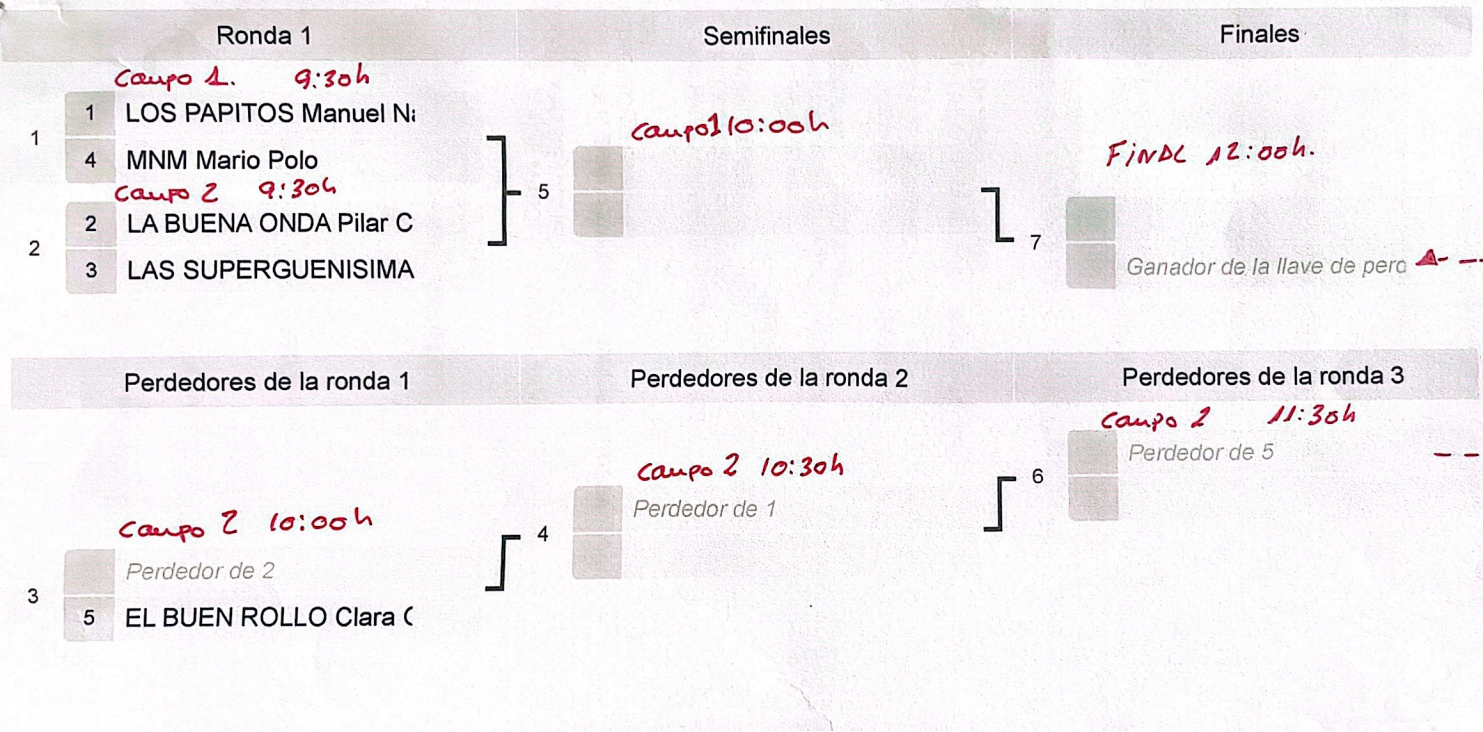 Ronda 1 Semifinales Finales
Campo 1. 9:30h
1 LOS PAPITOS Manuel Na
1
4 MNM Mario Polo
Campo 2 9:30h
2 LA BUENA ONDA Pilar C
2
3 LAS SUPERGUENISIMA
Campo 1 10:00h
5
FINAL 12:00h.
7
Ganador de la llave de perd
Perdedores de la ronda 1 Perdedores de la ronda 2 Perdedores de la ronda 3
Campo 2 10:00h
Perdedor de 2
3
5 EL BUEN ROLLO Clara C
Campo 2 10:30h
Perdedor de 1
4
Campo 2 11:30h
Perdedor de 5
6